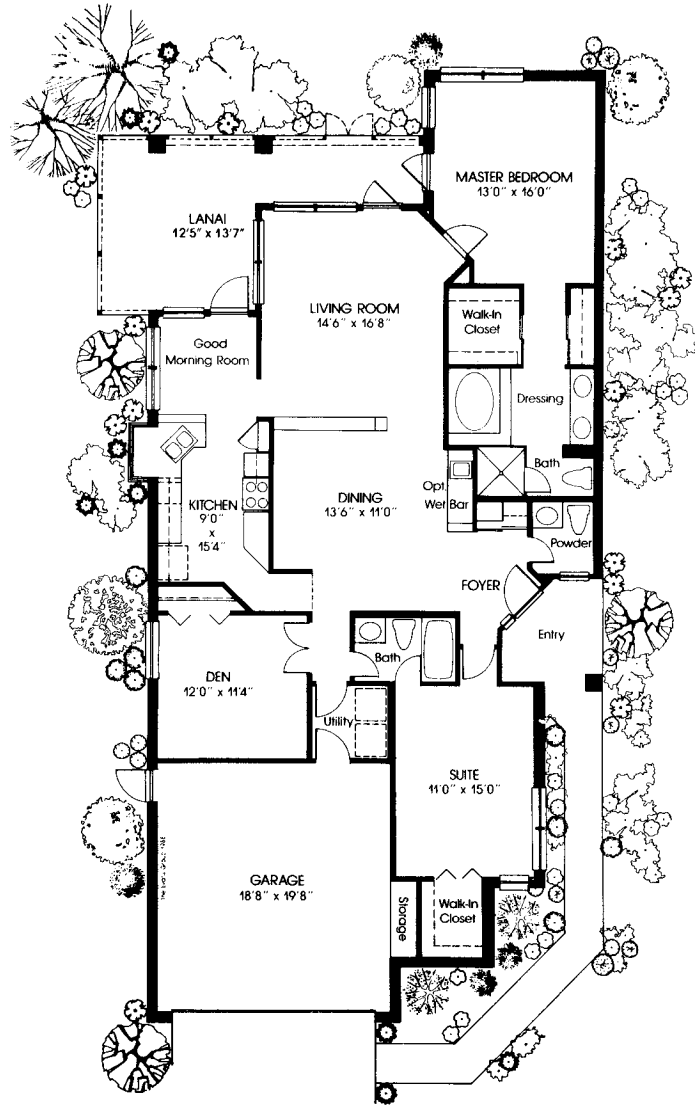 MASTER BEDROOM
13'0" x 16'0"
LANAI
12'5" x 13'7"
LIVING ROOM
14'6" x 16'8"
Walk-In
Closet
Good
Morning Room
Dressing
Bath
Opt.
Wet Bar
DINING
13'6" x 11'0"
KITCHEN
9'0"
x
15'4"
Powder
FOYER
Entry
Bath
DEN
12'0" x 11'4"
Utility
SUITE
11'0" x 15'0"
GARAGE
18'8" x 19'8"
Storage
Walk-In
Closet